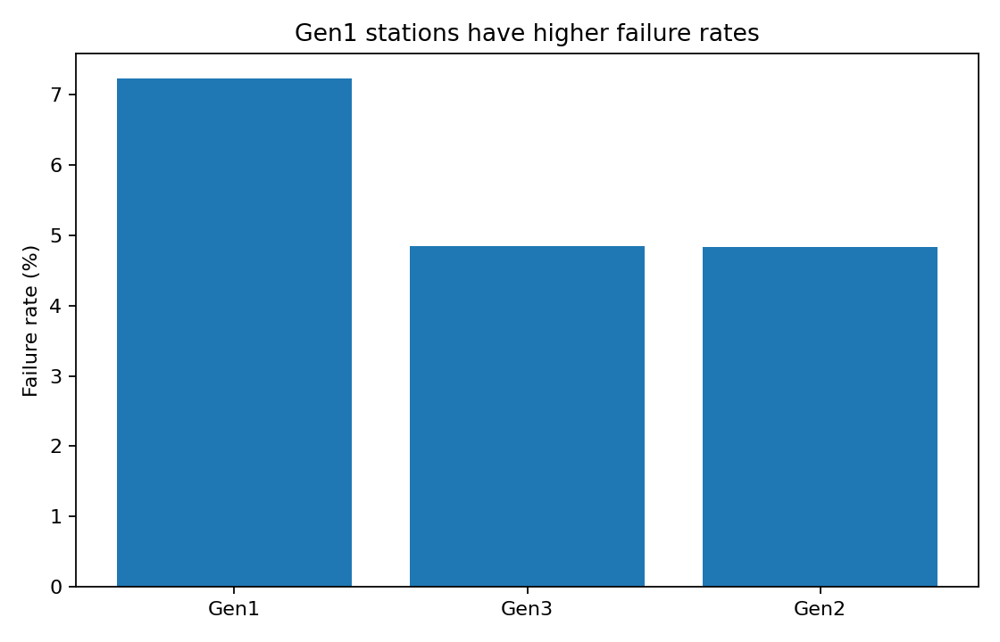 Gen1 stations have higher failure rates
Failure rate (%)
7
6
5
4
3
2
1
0
Gen1
Gen3
Gen2